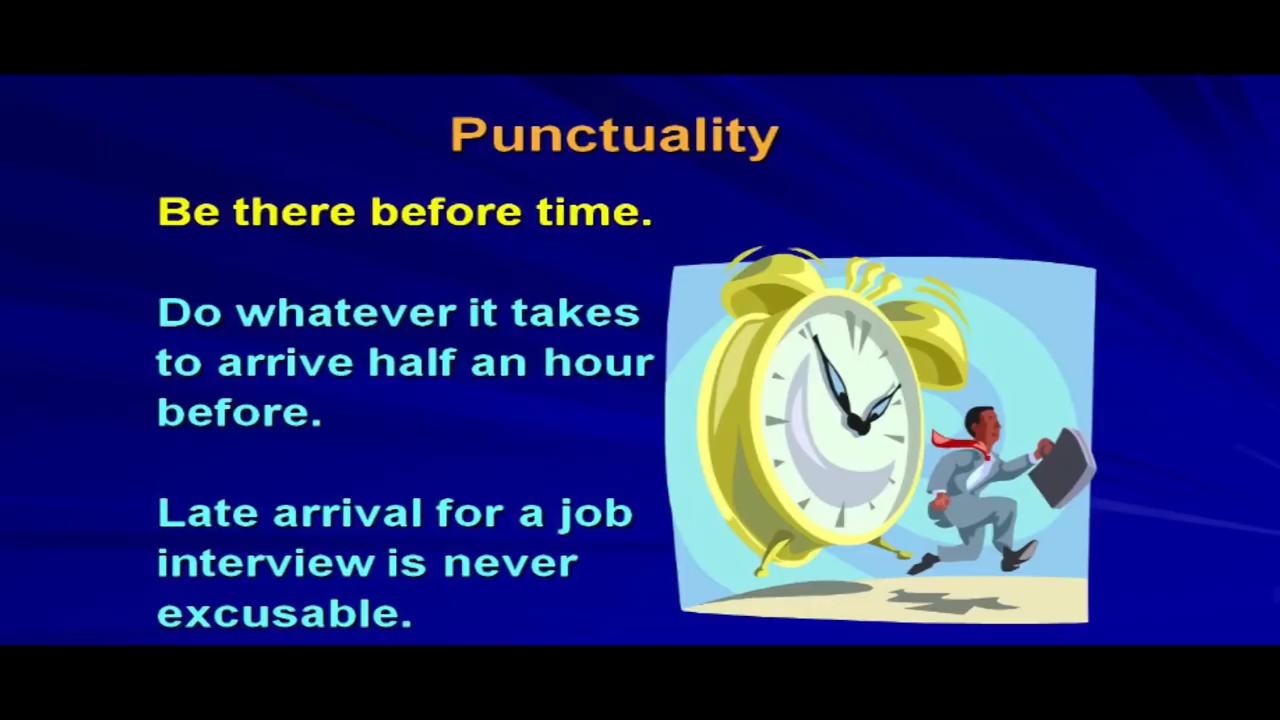 Punctuality
Be there before time.
Do whatever it takes
to arrive half an hour
before.
Late arrival for a job
interview is never
excusable.